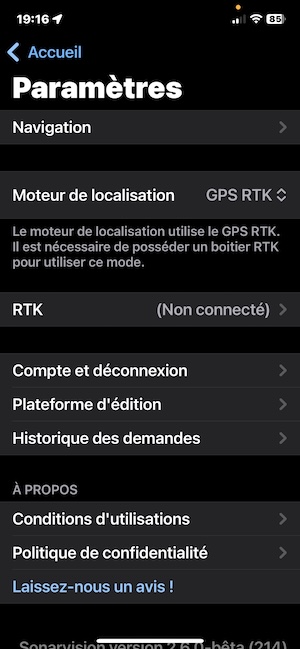 19:16
85
Accueil
Paramètres
Navigation
Moteur de localisation GPS RTK
Le moteur de localisation utilise le GPS RTK.
Il est nécessaire de posséder un boitier RTK
pour utiliser ce mode.
RTK (Non connecté)
Compte et déconnexion
Plateforme d'édition
Historique des demandes
À PROPOS
Conditions d'utilisations
Politique de confidentialité
Laissez-nous un avis !
Sonarvision version 2.6.0-bêta (214)